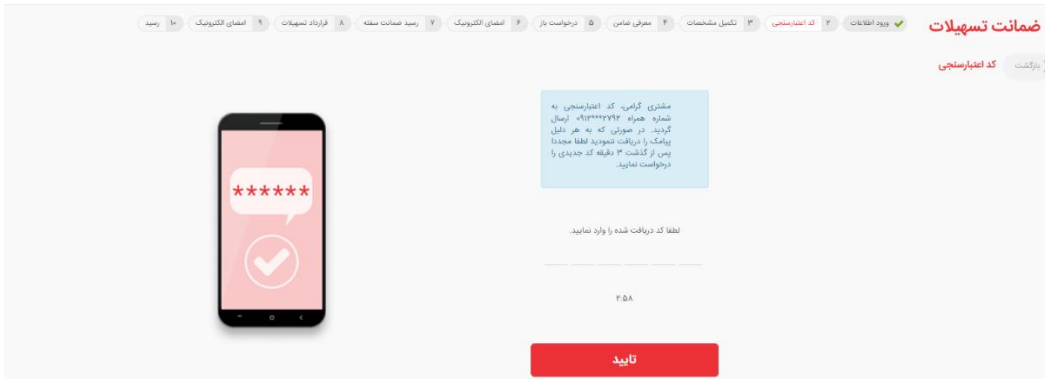 ضمانت تسهیلات
ورود اطلاعات
۲ کد اعتبارسنجی
۳ تکمیل مشخصات
۴ معرفی ضامن
۵ درخواست باز
۶ امضای الکترونیک
۷ رسید ضمانت سفته
۸ قرارداد تسهیلات
۹ امضای الکترونیک
۱۰ رسید
بازگشت
کد اعتبارسنجی
مشتری گرامی، کد اعتبارسنجی به
شماره همراه ۰۹۱۲***۲۷۹۲ ارسال
گردید. در صورتی که به هر دلیل
پیامک را دریافت ننمودید لطفا مجددا
پس از گذشت ۳ دقیقه کد جدیدی را
درخواست نمایید.
******
لطفا کد دریافت شده را وارد نمایید.
۲:۵۸
تایید